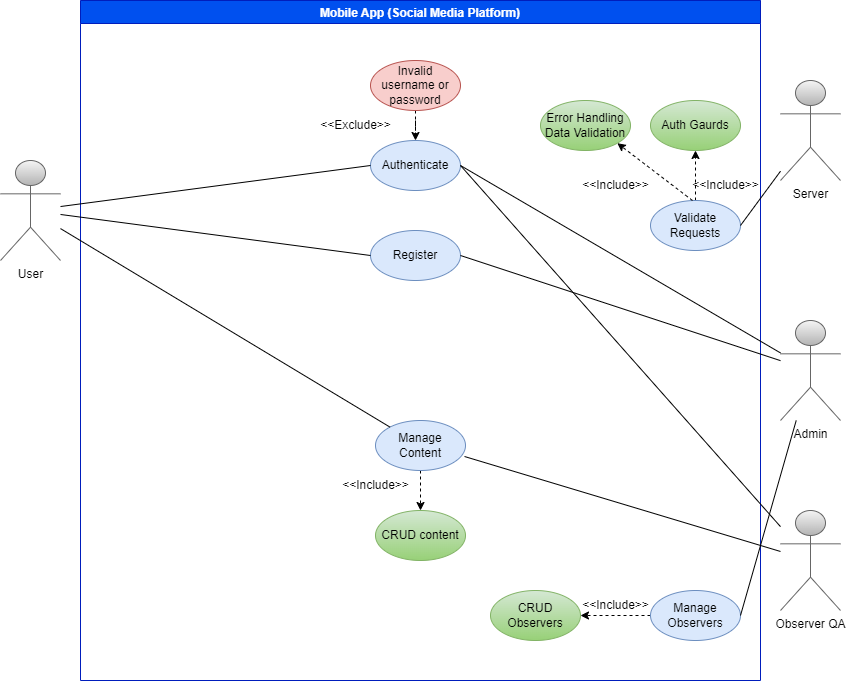 Mobile App (Social Media Platform)
Invalid
username or
password
<<Exclude>>
Authenticate
Error Handling
Data Validation
Auth Gaurds
<<Include>>
<<Include>>
Validate
Requests
Server
User
Register
Admin
Manage
Content
<<Include>>
CRUD content
CRUD
Observers
<<Include>>
Manage
Observers
Observer QA